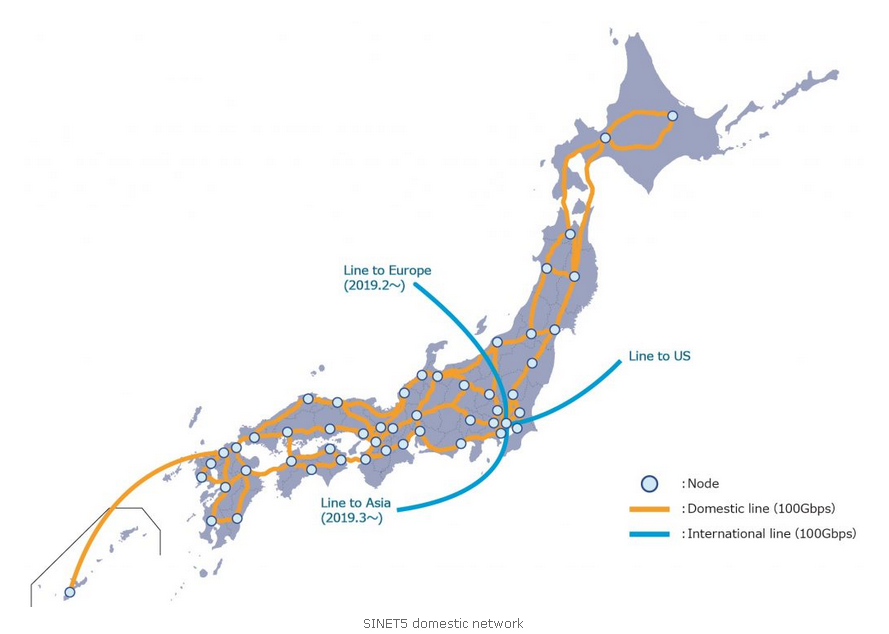 Line to Europe
(2019.2～)
Line to US
Line to Asia
(2019.3～)
: Node
: Domestic line (100Gbps)
: International line (100Gbps)
SINET5 domestic network